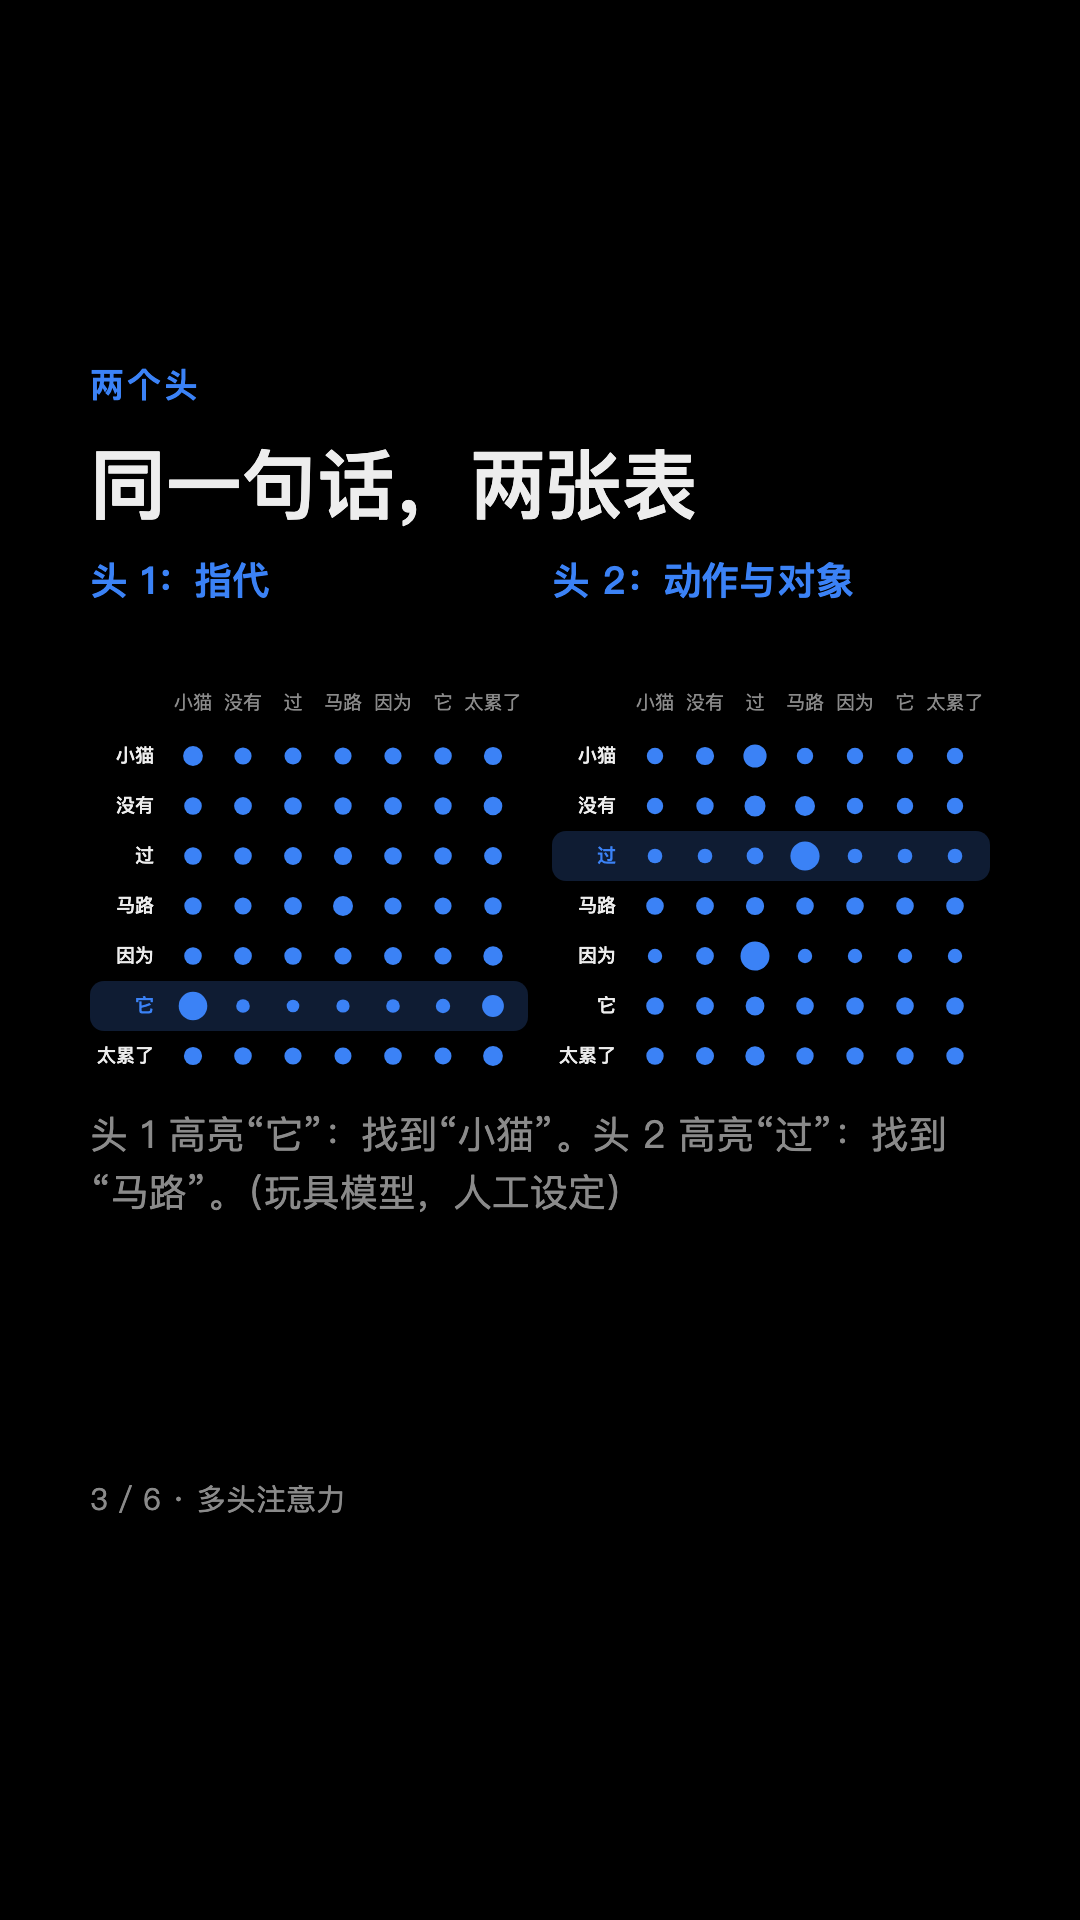 两个头
同一句话，两张表
头 1：指代
头 2：动作与对象
小猫 没有 过 马路 因为 它 太累了
小猫
没有
过
马路
因为
它
太累了
小猫 没有 过 马路 因为 它 太累了
小猫
没有
过
马路
因为
它
太累了
头 1 高亮“它”：找到“小猫”。头 2 高亮“过”：找到
“马路”。（玩具模型，人工设定）
3 / 6 · 多头注意力